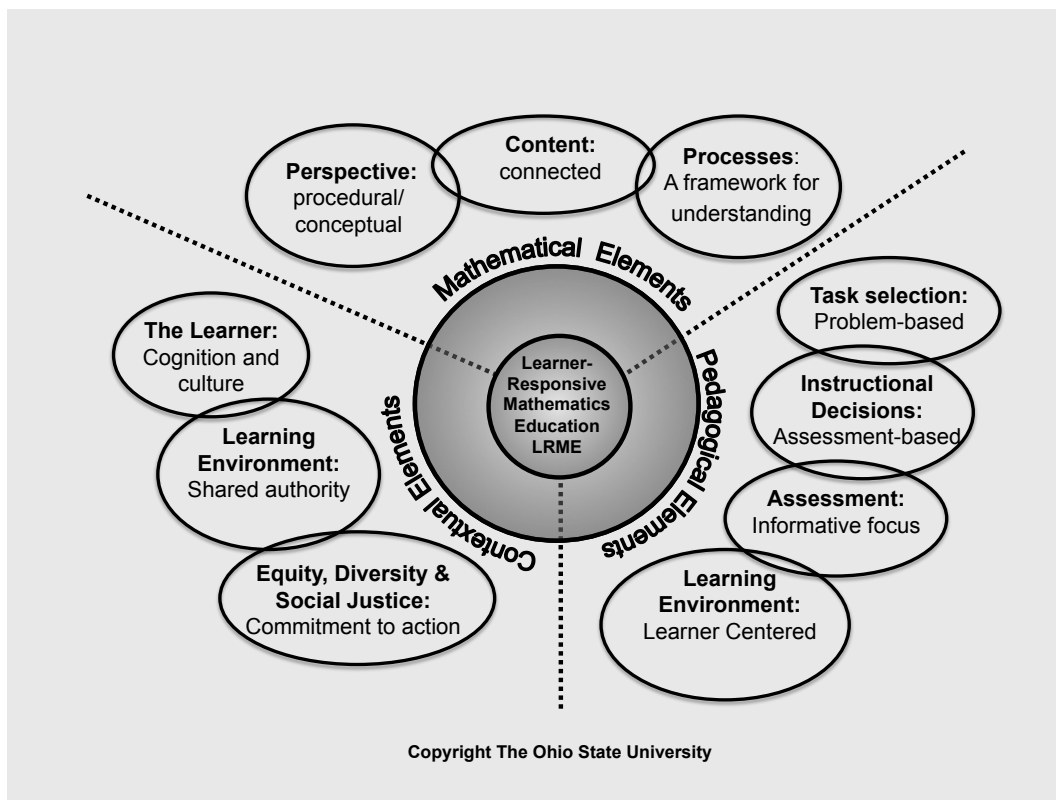 Perspective:
procedural/
conceptual
Content:
connected
Processes:
A framework for
understanding
Mathematical Elements
Task selection:
Problem-based
Instructional
Decisions:
Assessment-based
Assessment:
Informative focus
Learning
Environment:
Learner Centered
Pedagogical Elements
The Learner:
Cognition and
culture
Learning
Environment:
Shared authority
Equity, Diversity &
Social Justice:
Commitment to action
Contextual Elements
Learner-
Responsive
Mathematics
Education
LRME
Copyright The Ohio State University